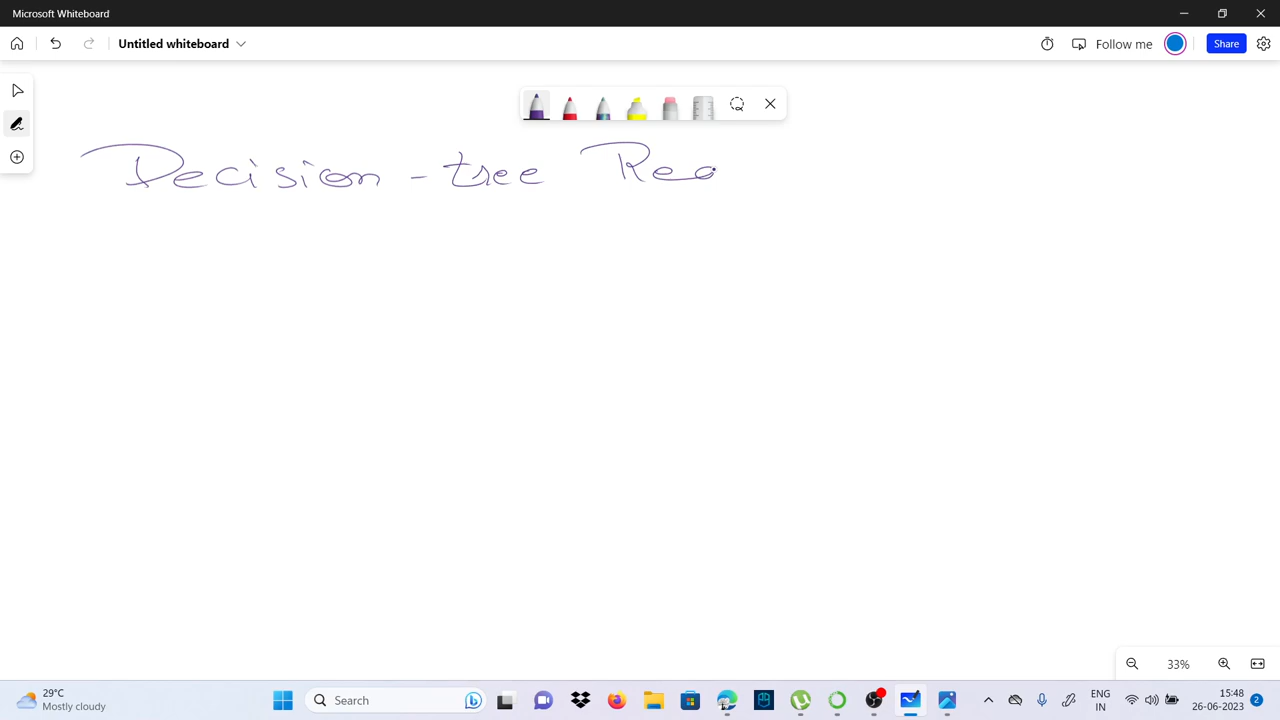 Microsoft Whiteboard
Untitled whiteboard
Follow me
Share
Decision-tree Reg
33%
29°C
Mostly cloudy
Search
ENG
IN
15:48
26-06-2023
2